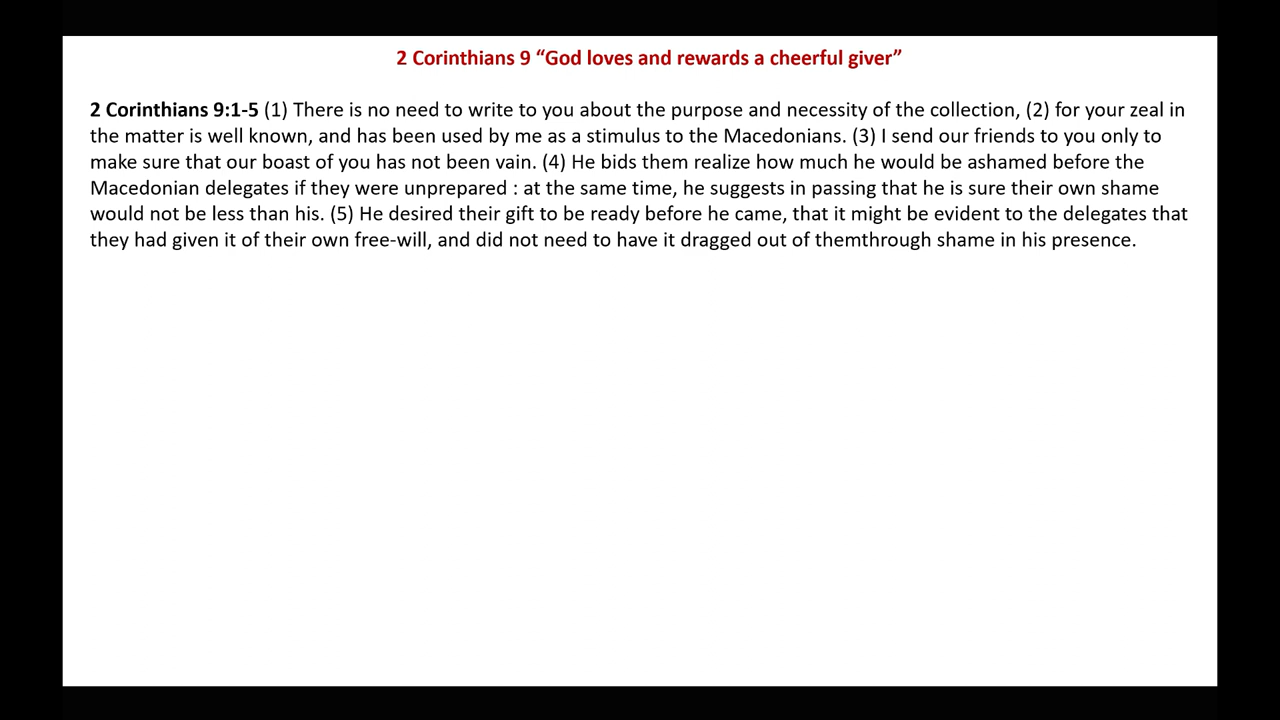 2 Corinthians 9 “God loves and rewards a cheerful giver”
2 Corinthians 9:1-5 (1) There is no need to write to you about the purpose and necessity of the collection, (2) for your zeal in
the matter is well known, and has been used by me as a stimulus to the Macedonians. (3) I send our friends to you only to
make sure that our boast of you has not been vain. (4) He bids them realize how much he would be ashamed before the
Macedonian delegates if they were unprepared : at the same time, he suggests in passing that he is sure their own shame
would not be less than his. (5) He desired their gift to be ready before he came, that it might be evident to the delegates that
they had given it of their own free-will, and did not need to have it dragged out of themthrough shame in his presence.